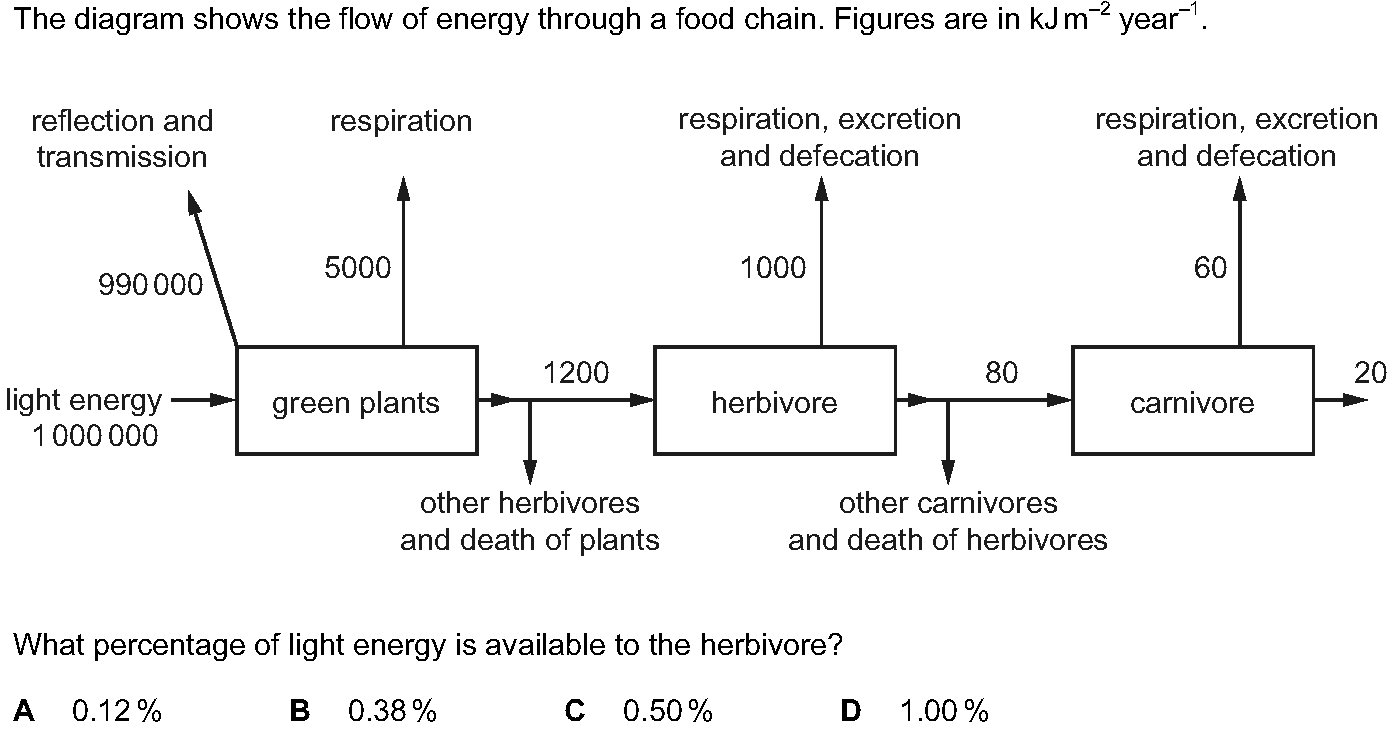 The diagram shows the flow of energy through a food chain. Figures are in kJ m⁻² year⁻¹.
reflection and
transmission
respiration
respiration, excretion
and defecation
respiration, excretion
and defecation
990 000
5000
1000
60
light energy
1 000 000
green plants
1200
herbivore
80
carnivore
20
other herbivores
and death of plants
other carnivores
and death of herbivores
What percentage of light energy is available to the herbivore?
A 0.12 % B 0.38 % C 0.50 % D 1.00 %